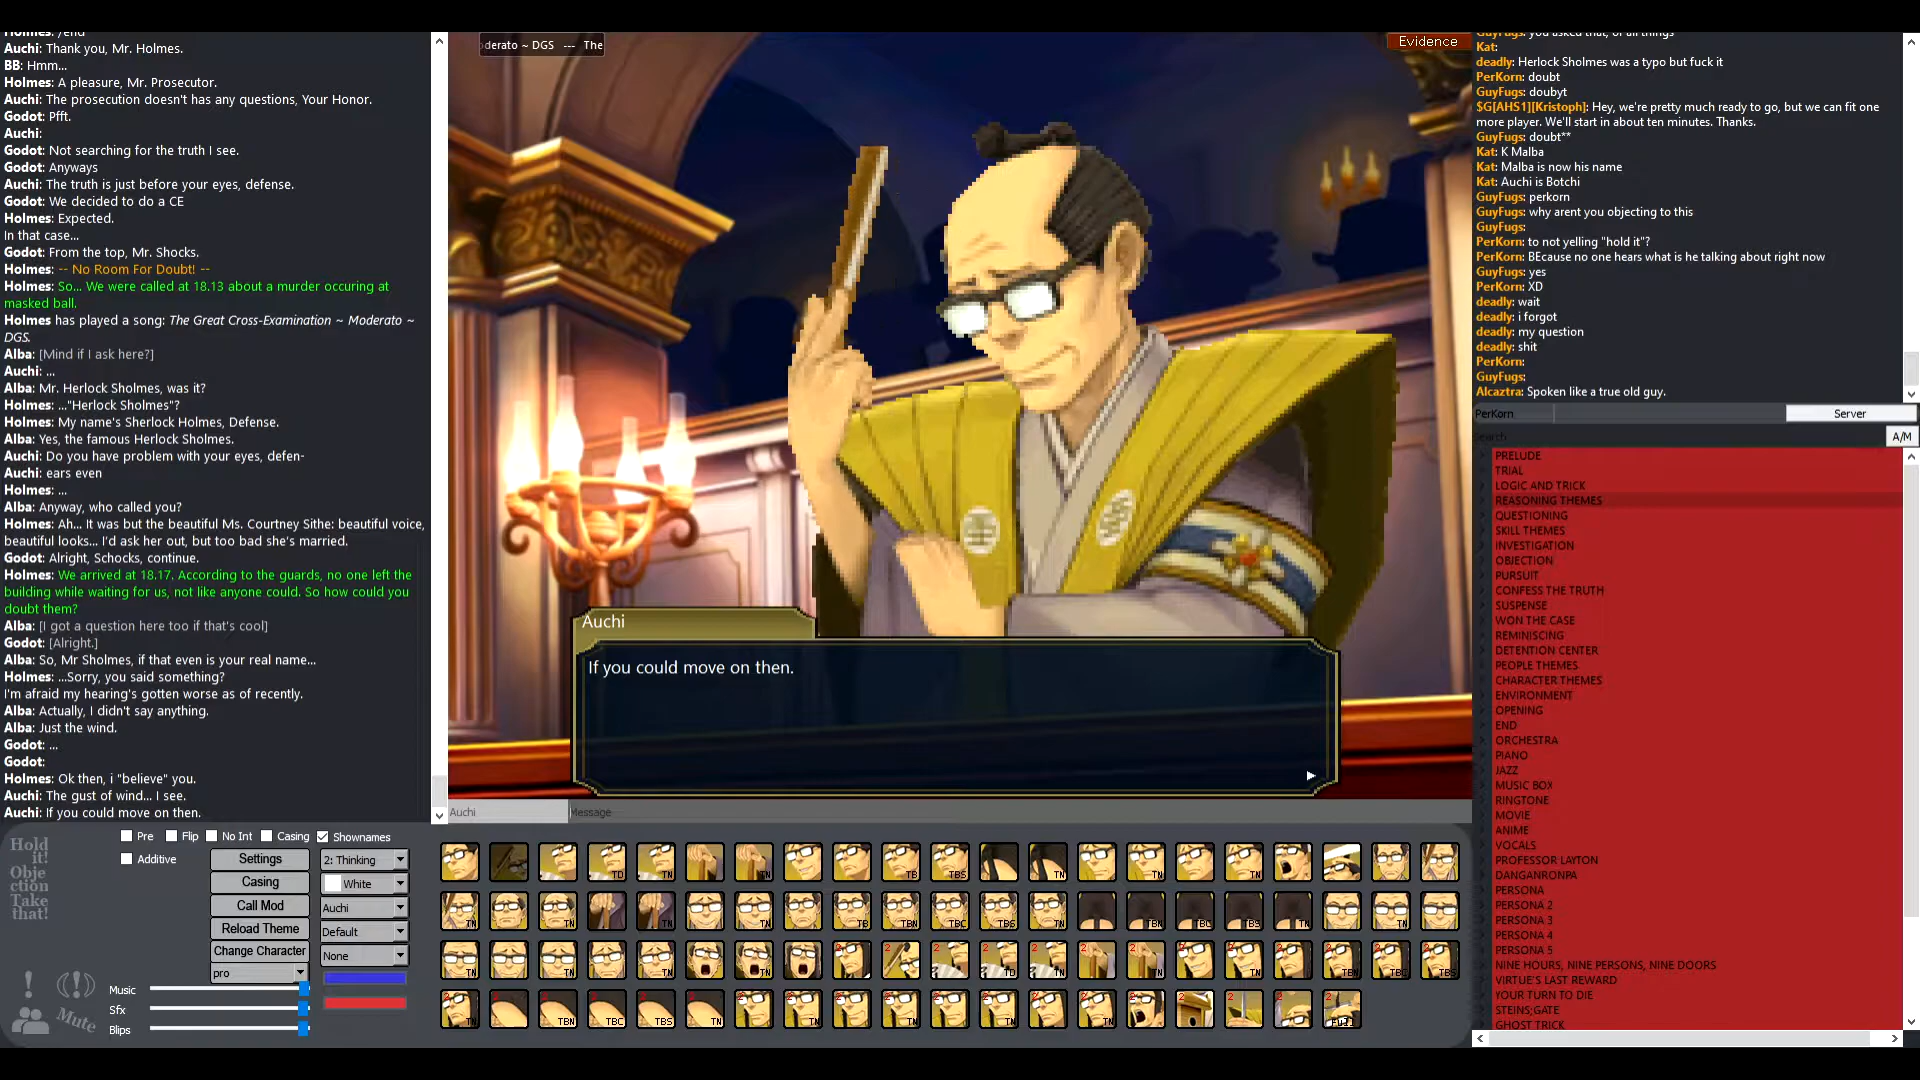 Holmes: /end
Auchi: Thank you, Mr. Holmes.
BB: Hmm...
Holmes: A pleasure, Mr. Prosecutor.
Auchi: The prosecution doesn't has any questions, Your Honor.
Godot: Pfft.
Auchi:
Godot: Not searching for the truth I see.
Godot: Anyways
Auchi: The truth is just before your eyes, defense.
Godot: We decided to do a CE
Holmes: Expected.
In that case...
Godot: From the top, Mr. Shocks.
Holmes: -- No Room For Doubt! --
Holmes: So... We were called at 18.13 about a murder occuring at
masked ball.
Holmes has played a song: The Great Cross-Examination ~ Moderato ~
DGS.
Alba: [Mind if I ask here?]
Auchi: ...
Alba: Mr. Herlock Sholmes, was it?
Holmes: ..."Herlock Sholmes"?
Holmes: My name's Sherlock Holmes, Defense.
Alba: Yes, the famous Herlock Sholmes.
Auchi: Do you have problem with your eyes, defen-
Auchi: ears even
Holmes: ...
Alba: Anyway, who called you?
Holmes: Ah... It was but the beautiful Ms. Courtney Sithe: beautiful voice,
beautiful looks... I'd ask her out, but too bad she's married.
Godot: Alright, Schocks, continue.
Holmes: We arrived at 18.17. According to the guards, no one left the
building while waiting for us, not like anyone could. So how could you
doubt them?
Alba: [I got a question here too if that's cool]
Godot: [Alright.]
Alba: So, Mr Sholmes, if that even is your real name...
Holmes: ...Sorry, you said something?
I'm afraid my hearing's gotten worse as of recently.
Alba: Actually, I didn't say anything.
Alba: Just the wind.
Godot: ...
Godot:
Holmes: Ok then, i "believe" you.
Auchi: The gust of wind... I see.
Auchi: If you could move on then.
derato ~ DGS --- The
Evidence
Auchi
If you could move on then.
Auchi
Message
GuyFugs: you asked that, of all things
Kat:
deadly: Herlock Sholmes was a typo but fuck it
PerKorn: doubt
GuyFugs: doubyt
$G[AHS1][Kristoph]: Hey, we're pretty much ready to go, but we can fit one
more player. We'll start in about ten minutes. Thanks.
GuyFugs: doubt**
Kat: K Malba
Kat: Malba is now his name
Kat: Auchi is Botchi
GuyFugs: perkorn
GuyFugs: why arent you objecting to this
GuyFugs:
PerKorn: to not yelling "hold it"?
PerKorn: BEcause no one hears what is he talking about right now
GuyFugs: yes
PerKorn: XD
deadly: wait
deadly: i forgot
deadly: my question
deadly: shit
PerKorn:
GuyFugs:
Alcaztra: Spoken like a true old guy.
PerKorn
Server
Search
A/M
PRELUDE
TRIAL
LOGIC AND TRICK
REASONING THEMES
QUESTIONING
SKILL THEMES
INVESTIGATION
OBJECTION
PURSUIT
CONFESS THE TRUTH
SUSPENSE
WON THE CASE
REMINISCING
DETENTION CENTER
PEOPLE THEMES
CHARACTER THEMES
ENVIRONMENT
OPENING
END
ORCHESTRA
PIANO
JAZZ
MUSIC BOX
RINGTONE
MOVIE
ANIME
VOCALS
PROFESSOR LAYTON
DANGANRONPA
PERSONA
PERSONA 2
PERSONA 3
PERSONA 4
PERSONA 5
NINE HOURS, NINE PERSONS, NINE DOORS
VIRTUE'S LAST REWARD
YOUR TURN TO DIE
STEINS;GATE
GHOST TRICK
Hold
it!
Obje
ction
Take
that!
Pre
Flip
No Int
Casing
Shownames
Additive
Settings
2: Thinking
Casing
White
Call Mod
Auchi
Reload Theme
Default
Change Character
None
pro
Music
Sfx
Blips
Mute